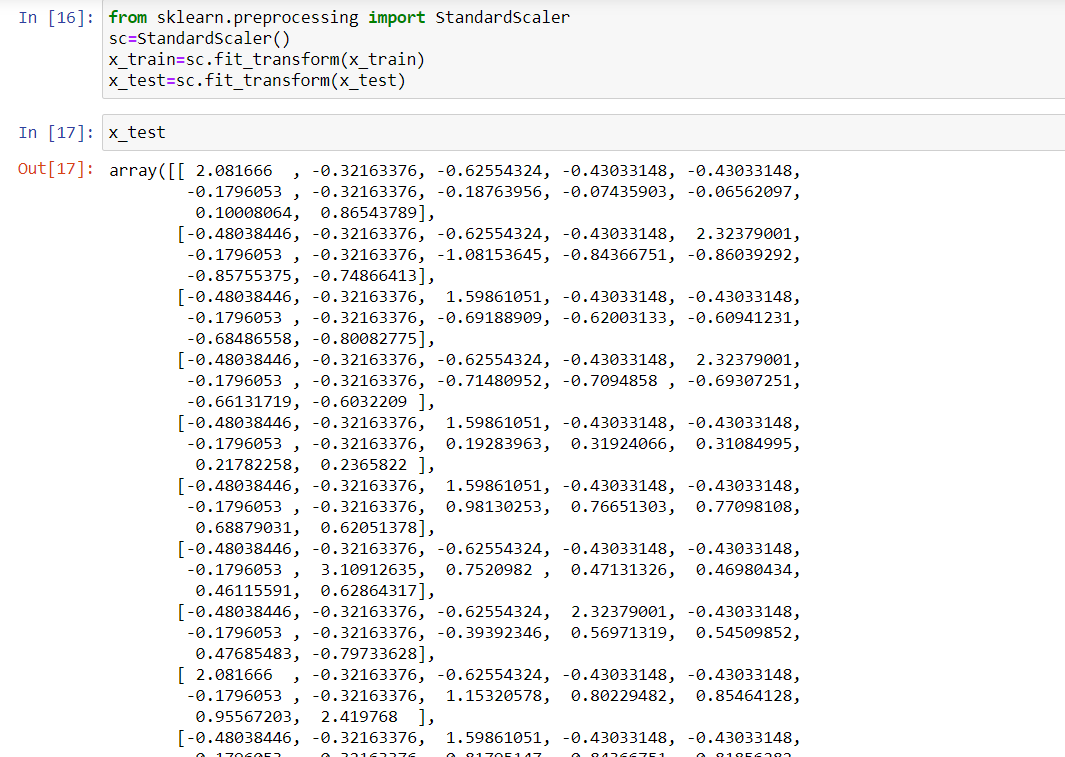 In [16]: from sklearn.preprocessing import StandardScaler
sc=StandardScaler()
x_train=sc.fit_transform(x_train)
x_test=sc.fit_transform(x_test)
In [17]: x_test
Out[17]: array([[ 2.081666  , -0.32163376, -0.62554324, -0.43033148, -0.43033148,
-0.1796053 , -0.32163376, -0.18763956, -0.07435903, -0.06562097,
0.10008064,  0.86543789],
[-0.48038446, -0.32163376, -0.62554324, -0.43033148,  2.32379001,
-0.1796053 , -0.32163376, -1.08153645, -0.84366751, -0.86039292,
-0.85755375, -0.74866413],
[-0.48038446, -0.32163376,  1.59861051, -0.43033148, -0.43033148,
-0.1796053 , -0.32163376, -0.69188909, -0.62003133, -0.60941231,
-0.68486558, -0.80082775],
[-0.48038446, -0.32163376, -0.62554324, -0.43033148,  2.32379001,
-0.1796053 , -0.32163376, -0.71480952, -0.7094858 , -0.69307251,
-0.66131719, -0.6032209 ],
[-0.48038446, -0.32163376,  1.59861051, -0.43033148, -0.43033148,
-0.1796053 , -0.32163376,  0.19283963,  0.31924066,  0.31084995,
0.21782258,  0.2365822 ],
[-0.48038446, -0.32163376,  1.59861051, -0.43033148, -0.43033148,
-0.1796053 , -0.32163376,  0.98130253,  0.76651303,  0.77098108,
0.68879031,  0.62051378],
[-0.48038446, -0.32163376, -0.62554324, -0.43033148, -0.43033148,
-0.1796053 ,  3.10912635,  0.7520982 ,  0.47131326,  0.46980434,
0.46115591,  0.62864317],
[-0.48038446, -0.32163376, -0.62554324,  2.32379001, -0.43033148,
-0.1796053 , -0.32163376, -0.39392346,  0.56971319,  0.54509852,
0.47685483, -0.79733628],
[ 2.081666  , -0.32163376, -0.62554324, -0.43033148, -0.43033148,
-0.1796053 , -0.32163376,  1.15320578,  0.80229482,  0.85464128,
0.95567203,  2.419768  ],
[-0.48038446, -0.32163376,  1.59861051, -0.43033148, -0.43033148,